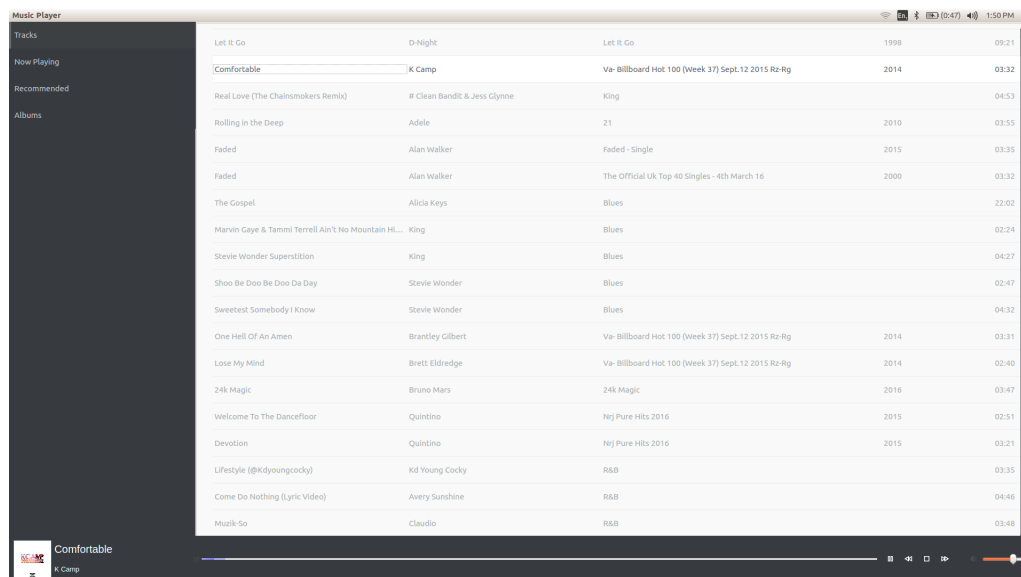 Music Player En (0:47) 1:50 PM
Tracks
Now Playing
Recommended
Albums
Let It Go D-Night Let It Go 1998 09:21
Comfortable K Camp Va- Billboard Hot 100 (Week 37) Sept.12 2015 Rz-Rg 2014 03:32
Real Love (The Chainsmokers Remix) # Clean Bandit & Jess Glynne King 04:53
Rolling in the Deep Adele 21 2010 03:55
Faded Alan Walker Faded - Single 2015 03:35
Faded Alan Walker The Official Uk Top 40 Singles - 4th March 16 2000 03:32
The Gospel Alicia Keys Blues 22:02
Marvin Gaye & Tammi Terrell Ain't No Mountain Hi... King Blues 02:24
Stevie Wonder Superstition King Blues 04:27
Shoo Be Doo Be Doo Da Day Stevie Wonder Blues 02:47
Sweetest Somebody I Know Stevie Wonder Blues 04:32
One Hell Of An Amen Brantley Gilbert Va- Billboard Hot 100 (Week 37) Sept.12 2015 Rz-Rg 2014 03:31
Lose My Mind Brett Eldredge Va- Billboard Hot 100 (Week 37) Sept.12 2015 Rz-Rg 2014 02:40
24k Magic Bruno Mars 24k Magic 2016 03:47
Welcome To The Dancefloor Quintino Nrj Pure Hits 2016 2015 02:51
Devotion Quintino Nrj Pure Hits 2016 2015 03:21
Lifestyle (@Kdyoungcocky) Kd Young Cocky R&B 03:35
Come Do Nothing (Lyric Video) Avery Sunshine R&B 04:46
Muzik-So Claudio R&B 03:48
Comfortable
K Camp